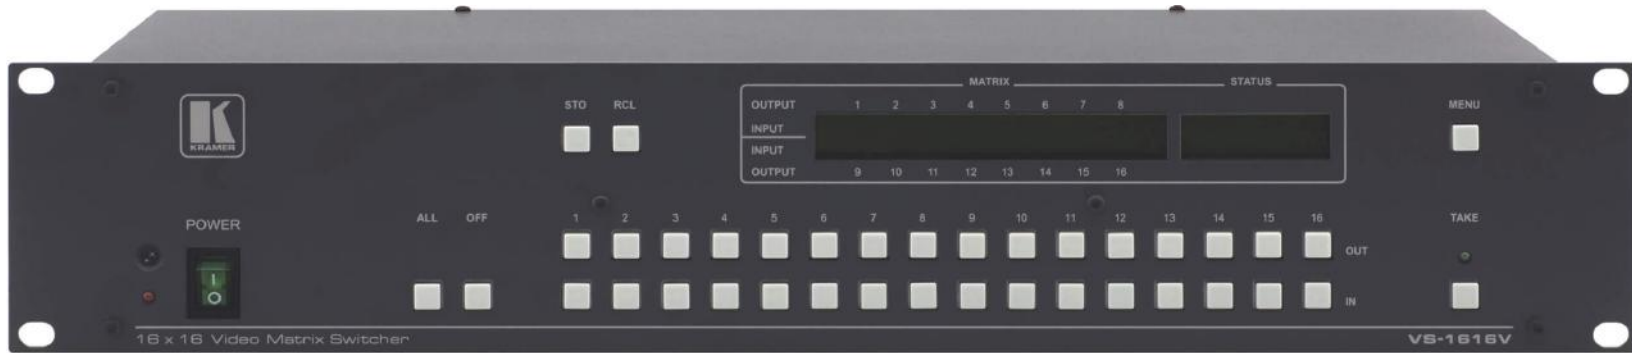 MATRIX STATUS
STO RCL OUTPUT 1 2 3 4 5 6 7 8 MENU
INPUT
K
KRAMER
INPUT
OUTPUT 9 10 11 12 13 14 15 16
POWER ALL OFF 1 2 3 4 5 6 7 8 9 10 11 12 13 14 15 16 TAKE
OUT
I
O
IN
16 x 16 Video Matrix Switcher VS-1616V